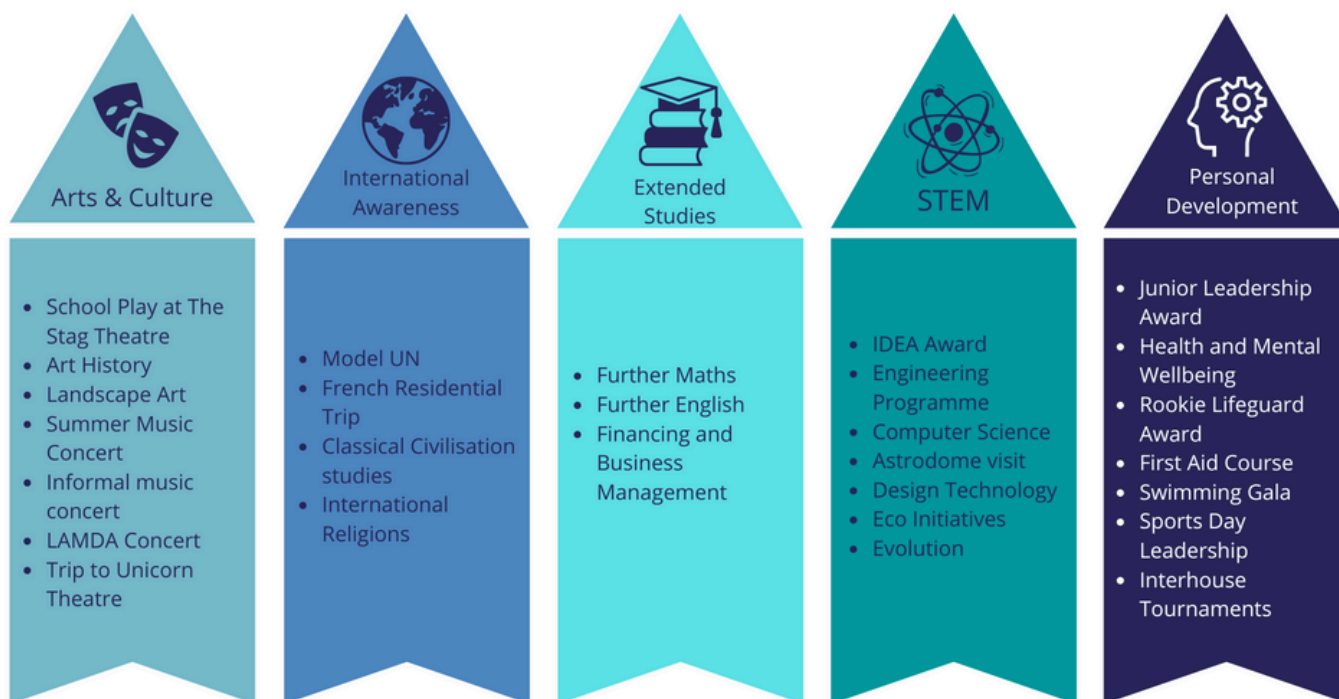 Arts & Culture
• School Play at The
Stag Theatre
• Art History
• Landscape Art
• Summer Music
Concert
• Informal music
concert
• LAMDA Concert
• Trip to Unicorn
Theatre
International
Awareness
• Model UN
• French Residential
Trip
• Classical Civilisation
studies
• International
Religions
Extended
Studies
• Further Maths
• Further English
• Financing and
Business
Management
STEM
• IDEA Award
• Engineering
Programme
• Computer Science
• Astrodome visit
• Design Technology
• Eco Initiatives
• Evolution
Personal
Development
• Junior Leadership
Award
• Health and Mental
Wellbeing
• Rookie Lifeguard
Award
• First Aid Course
• Swimming Gala
• Sports Day
Leadership
• Interhouse
Tournaments